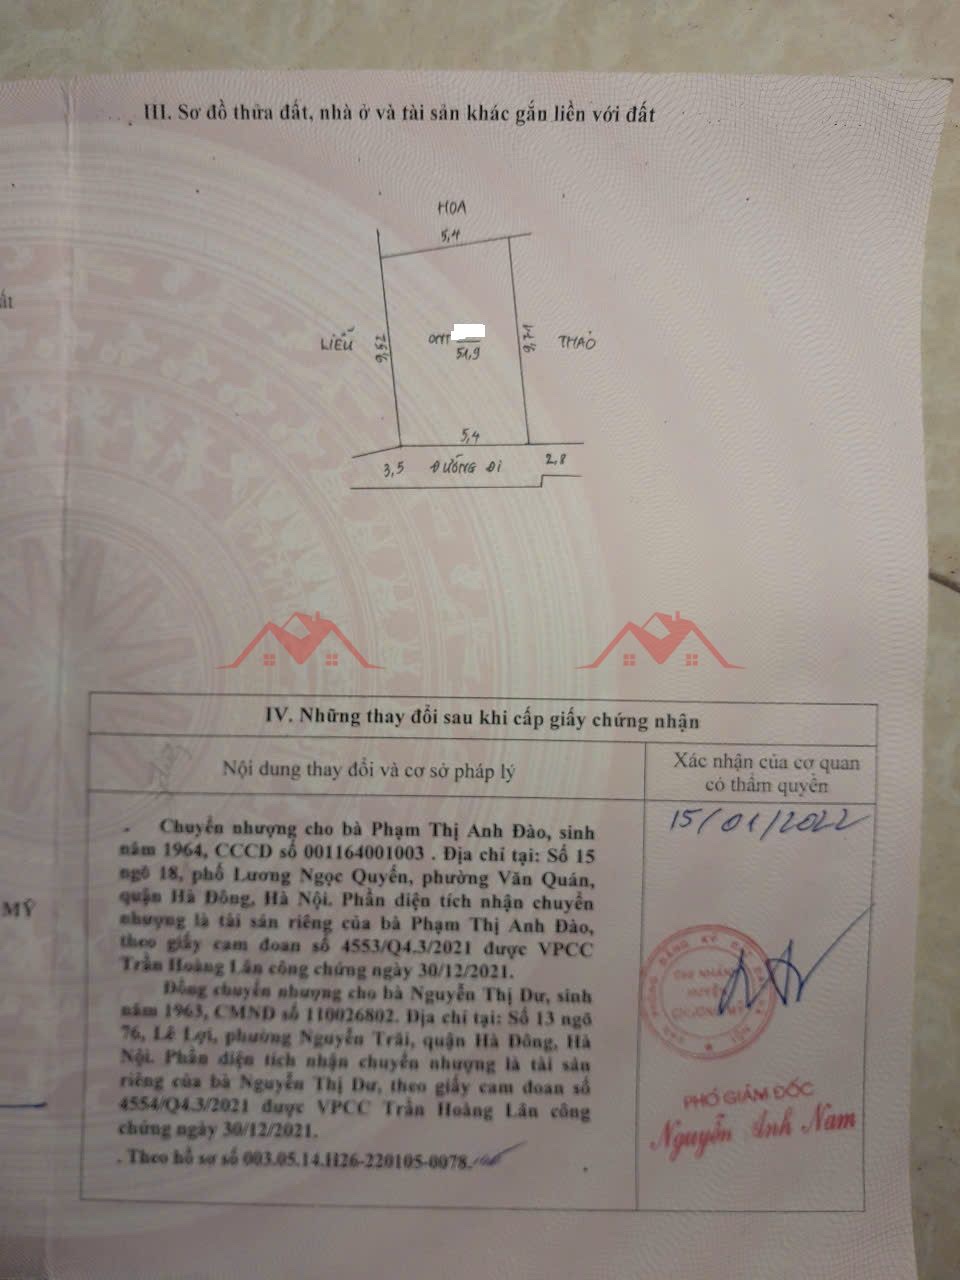 III. Sơ đồ thửa đất, nhà ở và tài sản khác gắn liền với đất
HOA
5,4
LIỄU
9,52
ONT
51,9
9,71
THẢO
5,4
3,5 ĐƯỜNG ĐI 2,8
ất
IV. Những thay đổi sau khi cấp giấy chứng nhận
Nội dung thay đổi và cơ sở pháp lý
Xác nhận của cơ quan
có thẩm quyền
15/01/2022
Chuyển nhượng cho bà Phạm Thị Anh Đào, sinh
năm 1964, CCCD số 001164001003 . Địa chỉ tại: Số 15
ngõ 18, phố Lương Ngọc Quyến, phường Văn Quán,
quận Hà Đông, Hà Nội. Phần diện tích nhận chuyển
nhượng là tài sản riêng của bà Phạm Thị Anh Đào,
theo giấy cam đoan số 4553/Q4.3/2021 được VPCC
Trần Hoàng Lân công chứng ngày 30/12/2021.
Đồng chuyển nhượng cho bà Nguyễn Thị Dư, sinh
năm 1963, CMND số 110026802. Địa chỉ tại: Số 13 ngõ
76, Lê Lợi, phường Nguyễn Trãi, quận Hà Đông, Hà
Nội. Phần diện tích nhận chuyển nhượng là tài sản
riêng của bà Nguyễn Thị Dư, theo giấy cam đoan số
4554/Q4.3/2021 được VPCC Trần Hoàng Lân công
chứng ngày 30/12/2021.
. Theo hồ sơ số 003.05.14.H26-220105-0078.
MỸ
CHI NHÁNH
HUYỆN
CHƯƠNG MỸ
PHÓ GIÁM ĐỐC
Nguyễn Anh Nam